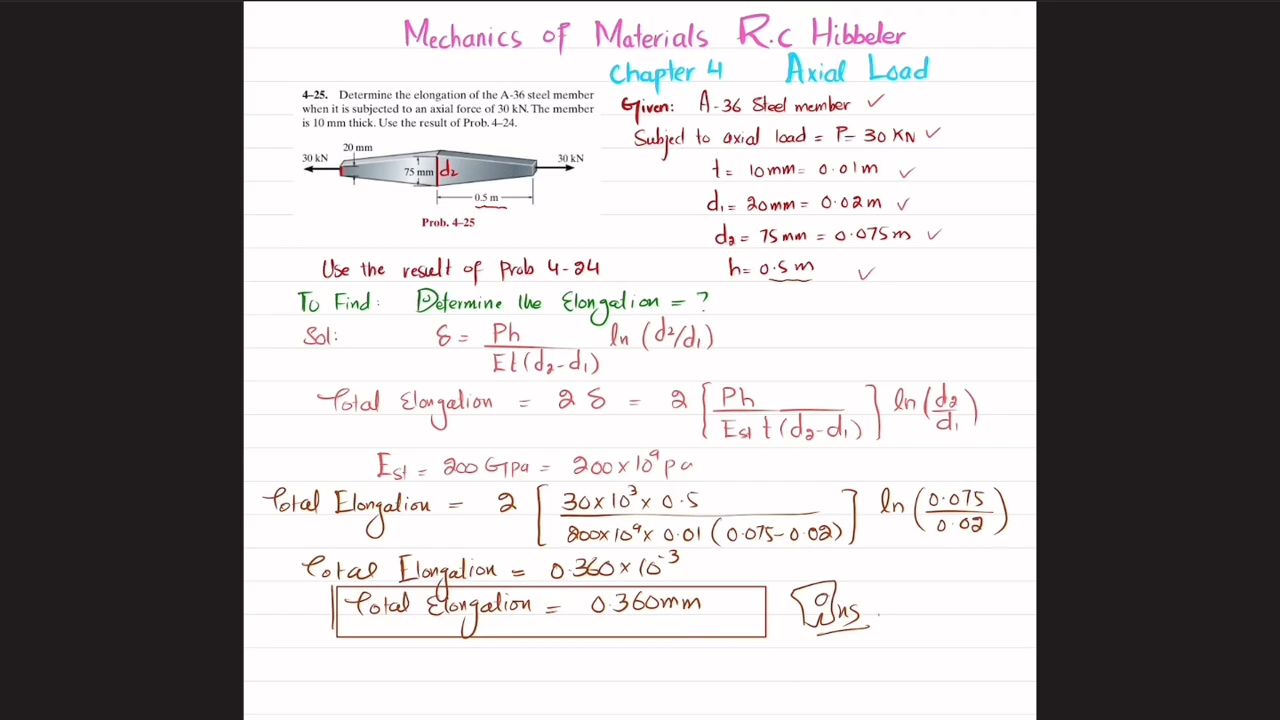 Mechanics of Materials R.c Hibbeler
Chapter 4 Axial Load
4–25. Determine the elongation of the A-36 steel member
when it is subjected to an axial force of 30 kN. The member
is 10 mm thick. Use the result of Prob. 4–24.
20 mm
30 kN
30 kN
75 mm d2
0.5 m
Prob. 4–25
Given: A-36 Steel member ✓
Subject to axial load = P= 30 KN ✓
t = 10mm = 0.01m ✓
d1 = 20mm = 0.02m ✓
d2 = 75mm = 0.075m ✓
h= 0.5 m ✓
Use the result of Prob 4-24
To Find: Determine the Elongation = ?
Sol: δ = Ph / Et(d2-d1) ln (d2/d1)
Total Elongation = 2 δ = 2 [Ph / Est t (d2-d1)] ln (d2/d1)
Est = 200 GTpa = 200×10⁹ pa
Total Elongation = 2 [30×10³ × 0.5 / 200×10⁹ × 0.01 (0.075-0.02)] ln (0.075/0.02)
Total Elongation = 0.360×10⁻³
Total Elongation = 0.360mm
Ans